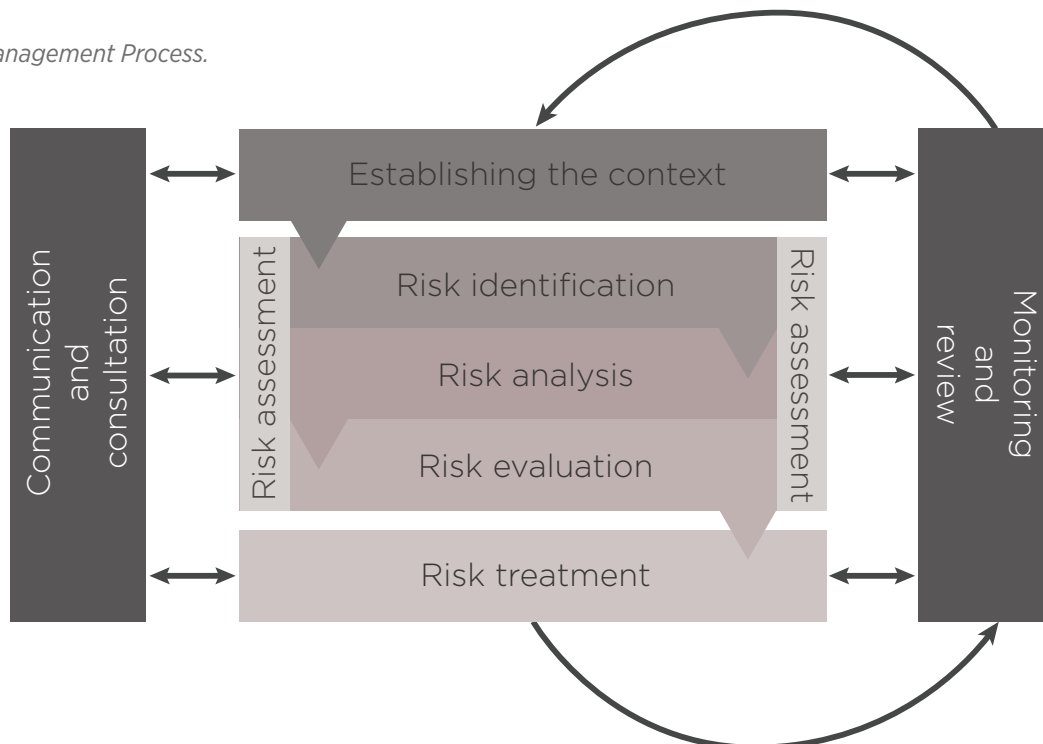 anagement Process.
Establishing the context
Communication
and
consultation
Risk assessment
Risk identification
Risk analysis
Risk evaluation
Risk assessment
Monitoring
and
review
Risk treatment